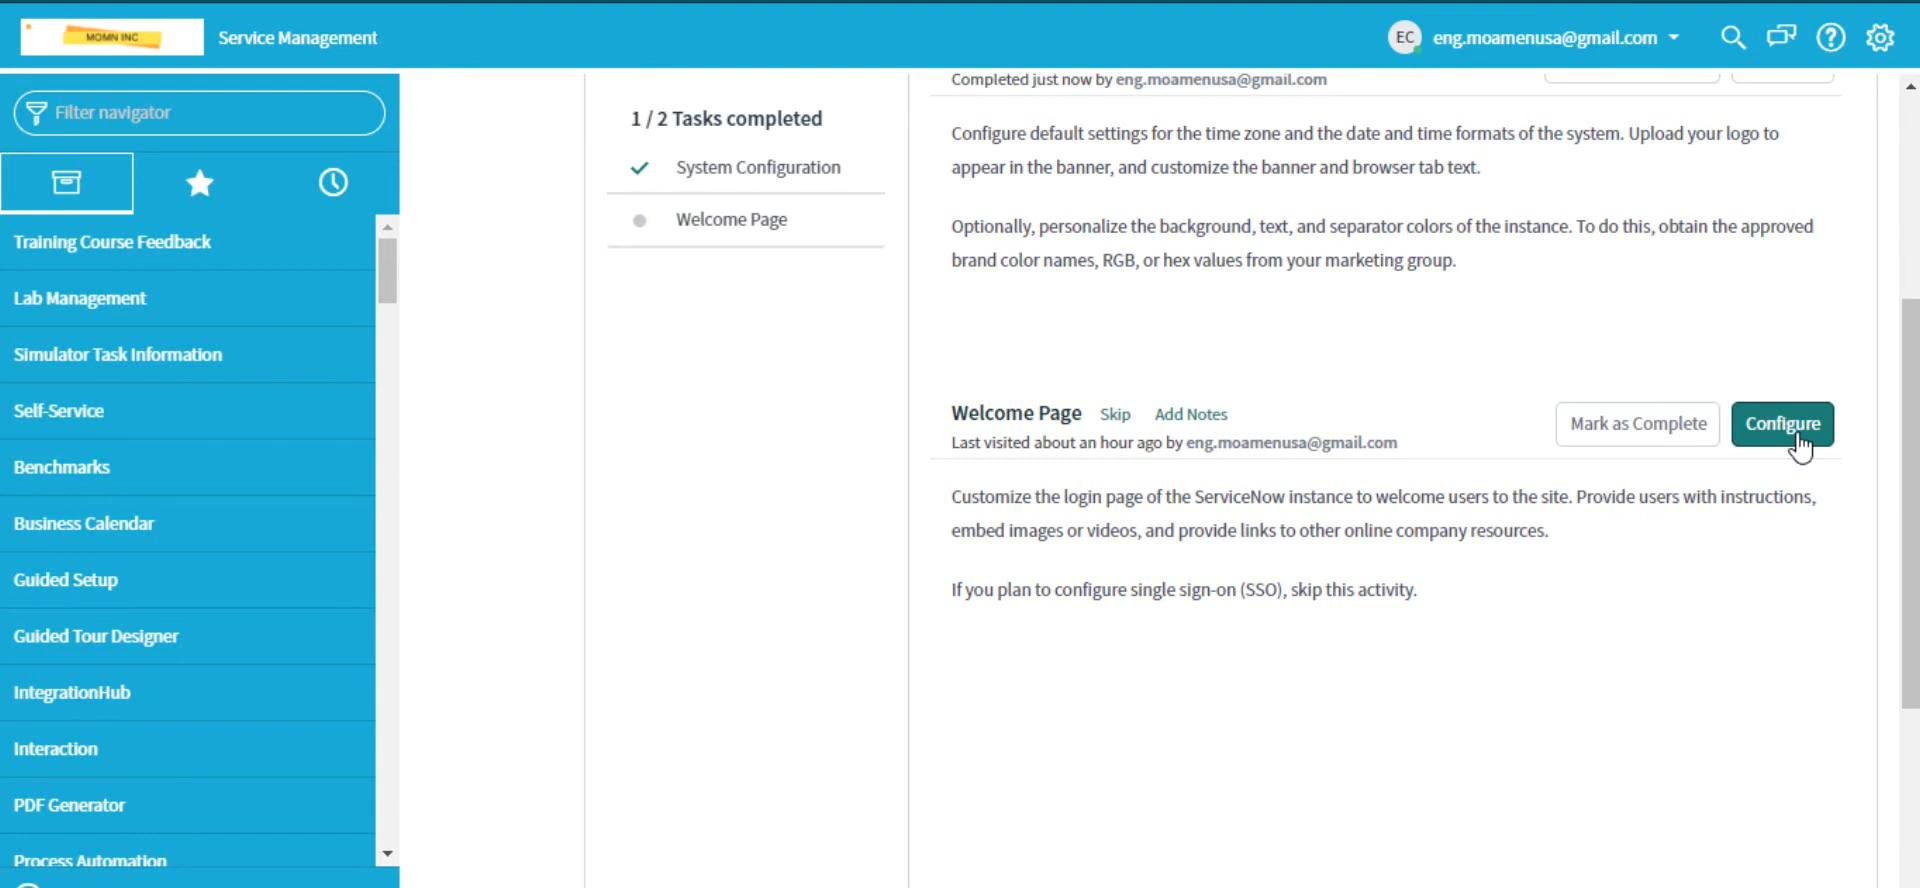 MOMN INC
Service Management
EC
eng.moamenusa@gmail.com
Filter navigator
Training Course Feedback
Lab Management
Simulator Task Information
Self-Service
Benchmarks
Business Calendar
Guided Setup
Guided Tour Designer
IntegrationHub
Interaction
PDF Generator
Process Automation
1 / 2 Tasks completed
System Configuration
Welcome Page
Completed just now by eng.moamenusa@gmail.com
Configure default settings for the time zone and the date and time formats of the system. Upload your logo to
appear in the banner, and customize the banner and browser tab text.
Optionally, personalize the background, text, and separator colors of the instance. To do this, obtain the approved
brand color names, RGB, or hex values from your marketing group.
Welcome Page Skip Add Notes
Last visited about an hour ago by eng.moamenusa@gmail.com
Mark as Complete
Configure
Customize the login page of the ServiceNow instance to welcome users to the site. Provide users with instructions,
embed images or videos, and provide links to other online company resources.
If you plan to configure single sign-on (SSO), skip this activity.